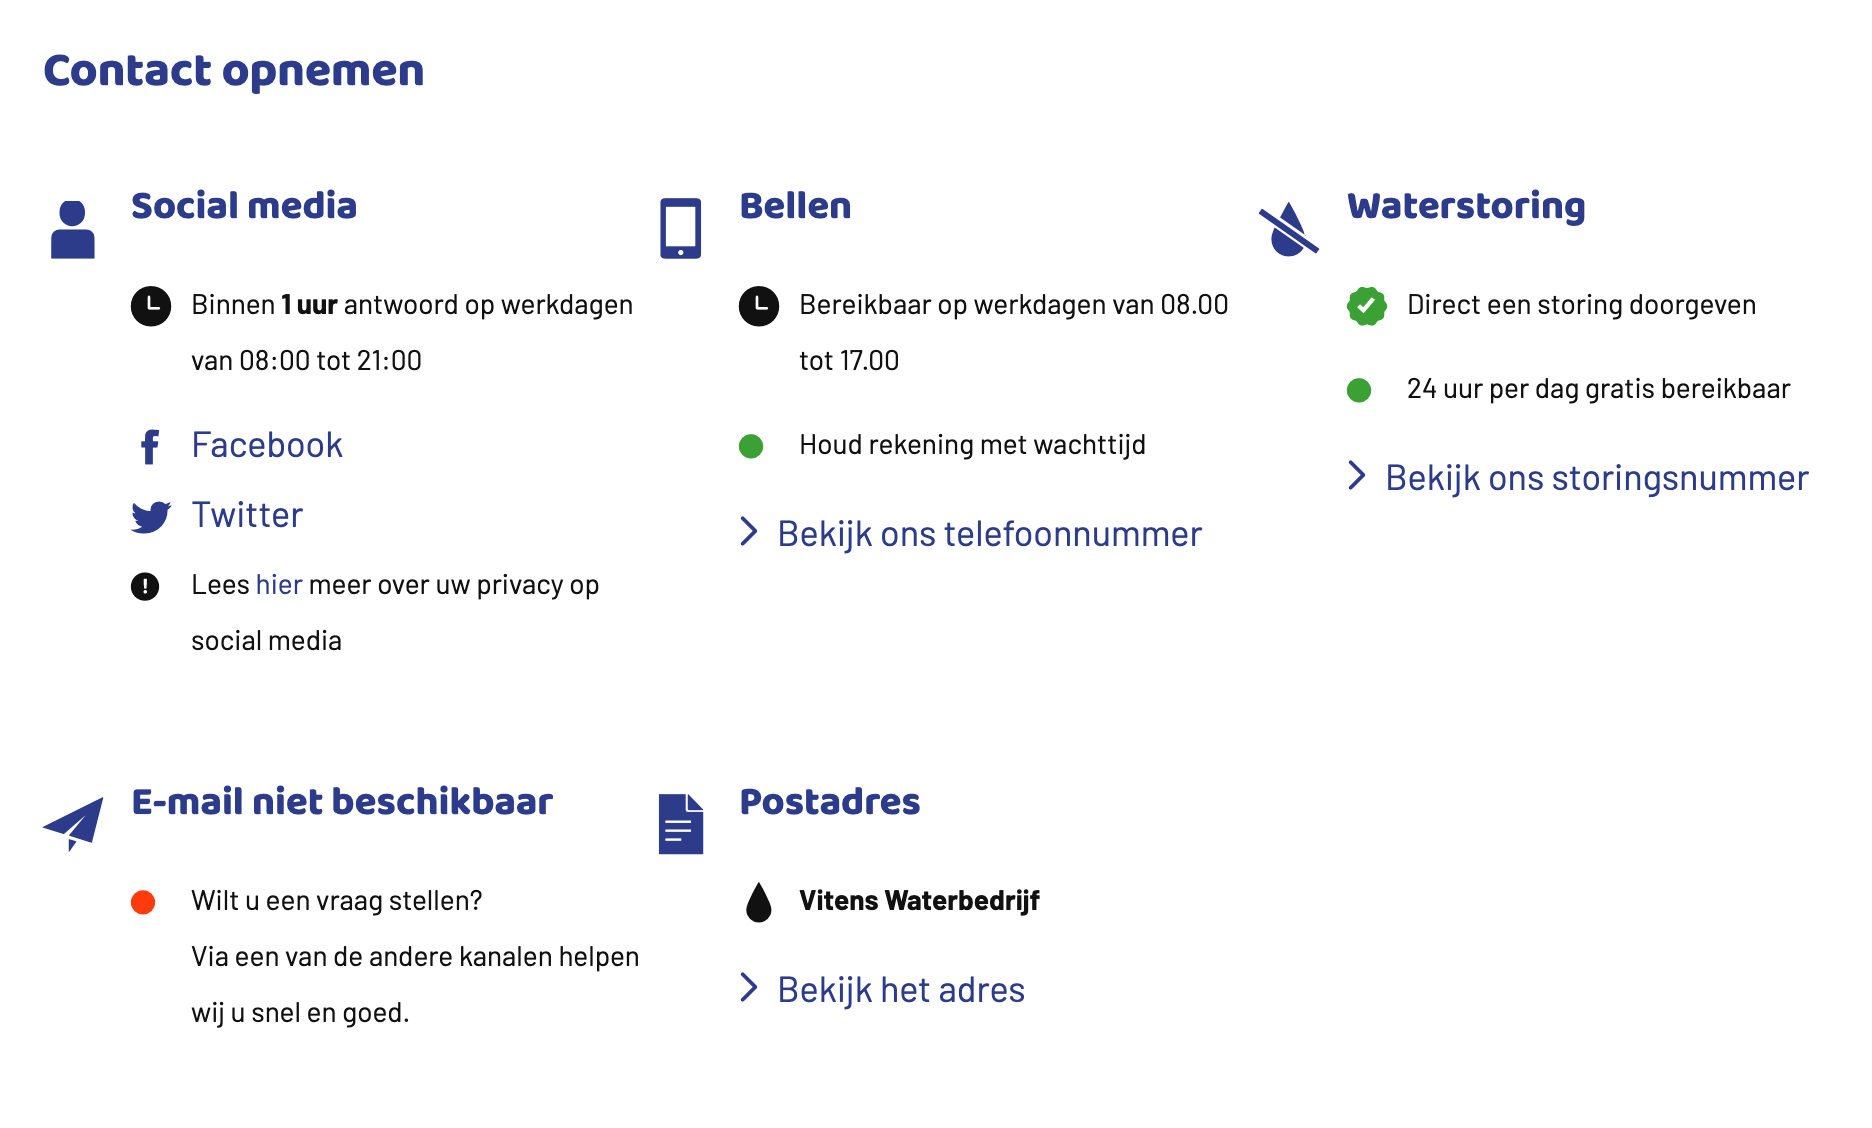 Contact opnemen
Social media
Binnen 1 uur antwoord op werkdagen
van 08:00 tot 21:00
Facebook
Twitter
Lees hier meer over uw privacy op
social media
Bellen
Bereikbaar op werkdagen van 08.00
tot 17.00
Houd rekening met wachttijd
Bekijk ons telefoonnummer
Waterstoring
Direct een storing doorgeven
24 uur per dag gratis bereikbaar
Bekijk ons storingsnummer
E-mail niet beschikbaar
Wilt u een vraag stellen?
Via een van de andere kanalen helpen
wij u snel en goed.
Postadres
Vitens Waterbedrijf
Bekijk het adres